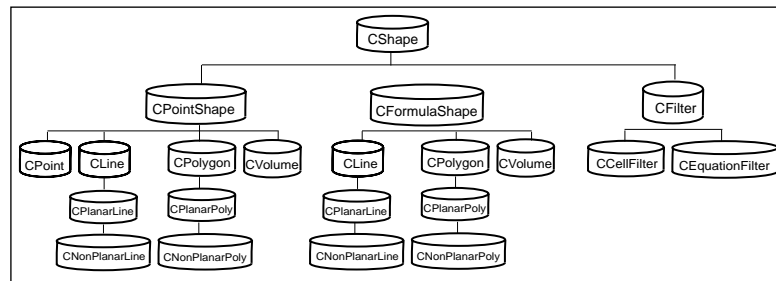 CShape
CPointShape
CFormulaShape
CFilter
CPoint
CLine
CPolygon
CVolume
CLine
CPolygon
CVolume
CCellFilter
CEquationFilter
CPlanarLine
CPlanarPoly
CPlanarLine
CPlanarPoly
CNonPlanarLine
CNonPlanarPoly
CNonPlanarLine
CNonPlanarPoly